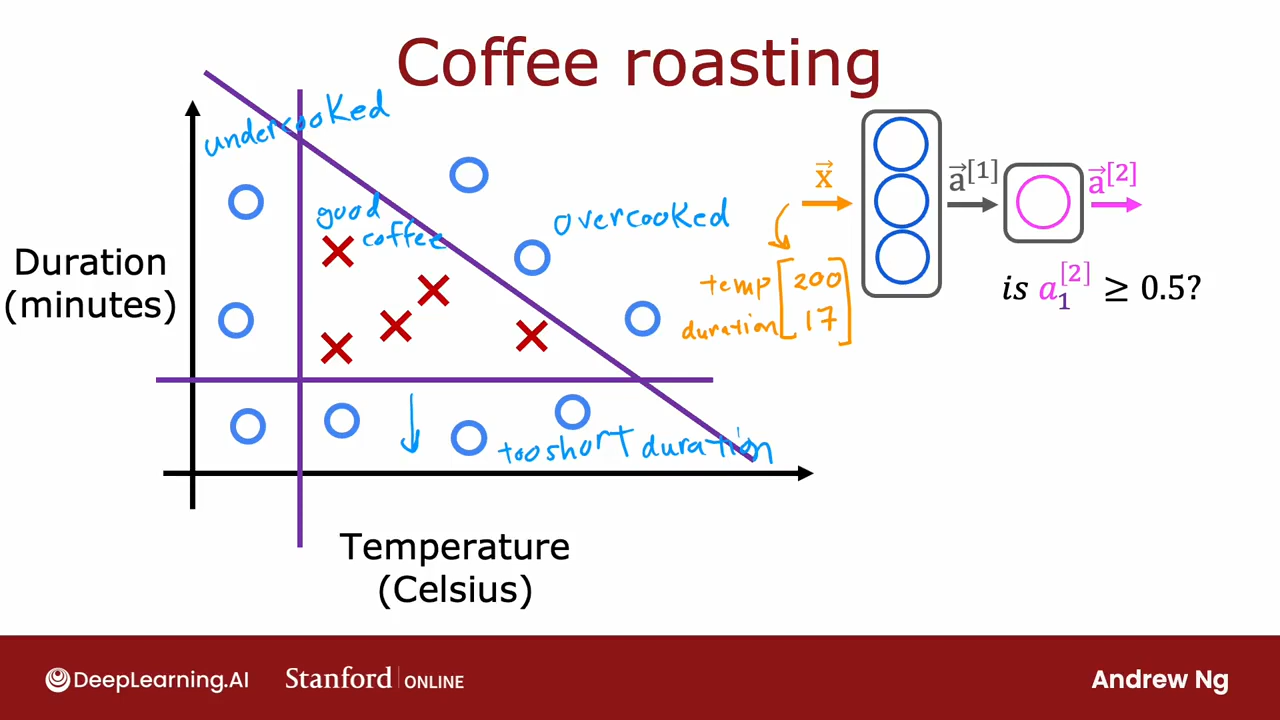 Coffee roasting
undercooked
good
coffee
overcooked
too short duration
Duration
(minutes)
Temperature
(Celsius)
x⃗
a⃗[1]
a⃗[2]
temp [200
duration 17]
is a₁[2] ≥ 0.5?
DeepLearning.AI
Stanford | ONLINE
Andrew Ng